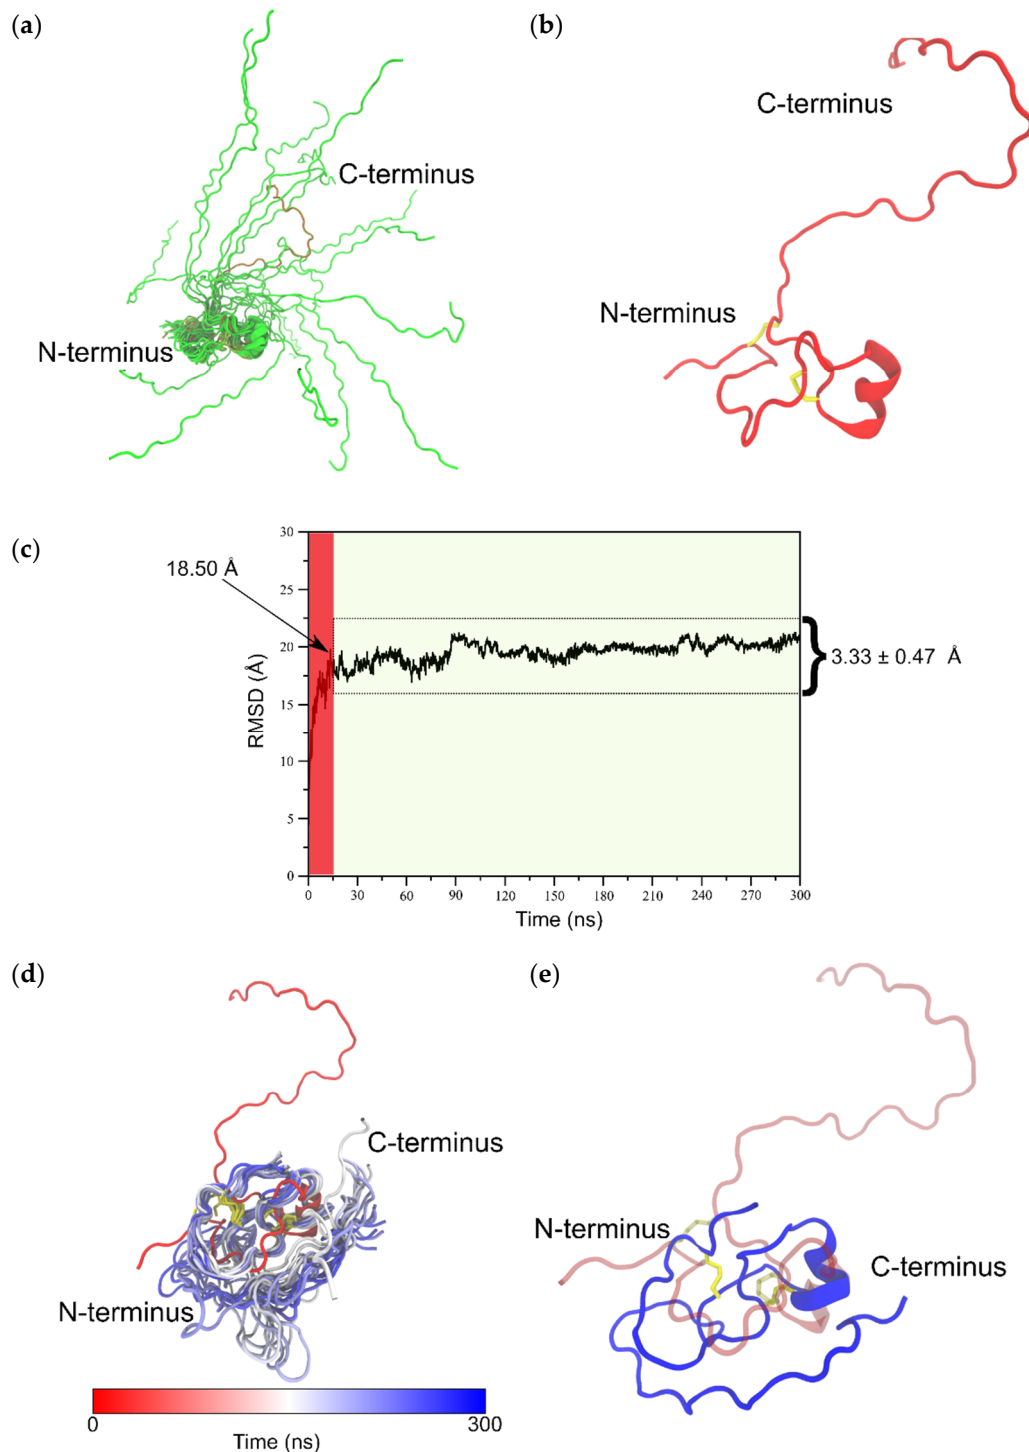 (a)
C-terminus
N-terminus
(b)
C-terminus
N-terminus
(c)
18.50 Å
30
25
20
15
10
5
0
RMSD (Å)
3.33 ± 0.47 Å
0 30 60 90 120 150 180 210 240 270 300
Time (ns)
(d)
C-terminus
N-terminus
0 300
Time (ns)
(e)
N-terminus
C-terminus